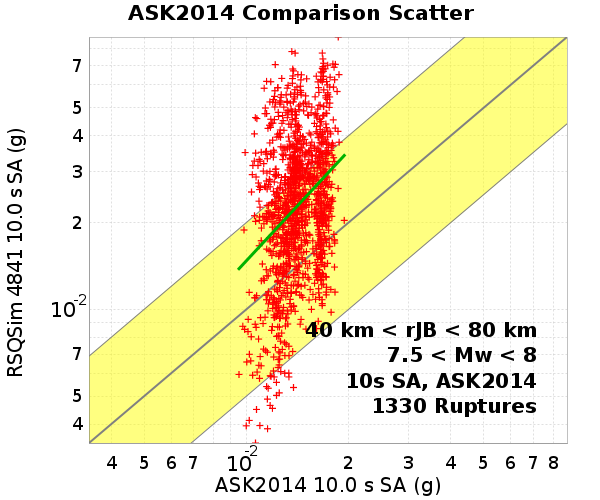 ASK2014 Comparison Scatter
RSQSim 4841 10.0 s SA (g)
7
5
4
3
2
10-2
7
5
4
40 km < rJB < 80 km
7.5 < Mw < 8
10s SA, ASK2014
1330 Ruptures
4 5 6 7 10-2 2 3 4 5 6 7 8
ASK2014 10.0 s SA (g)